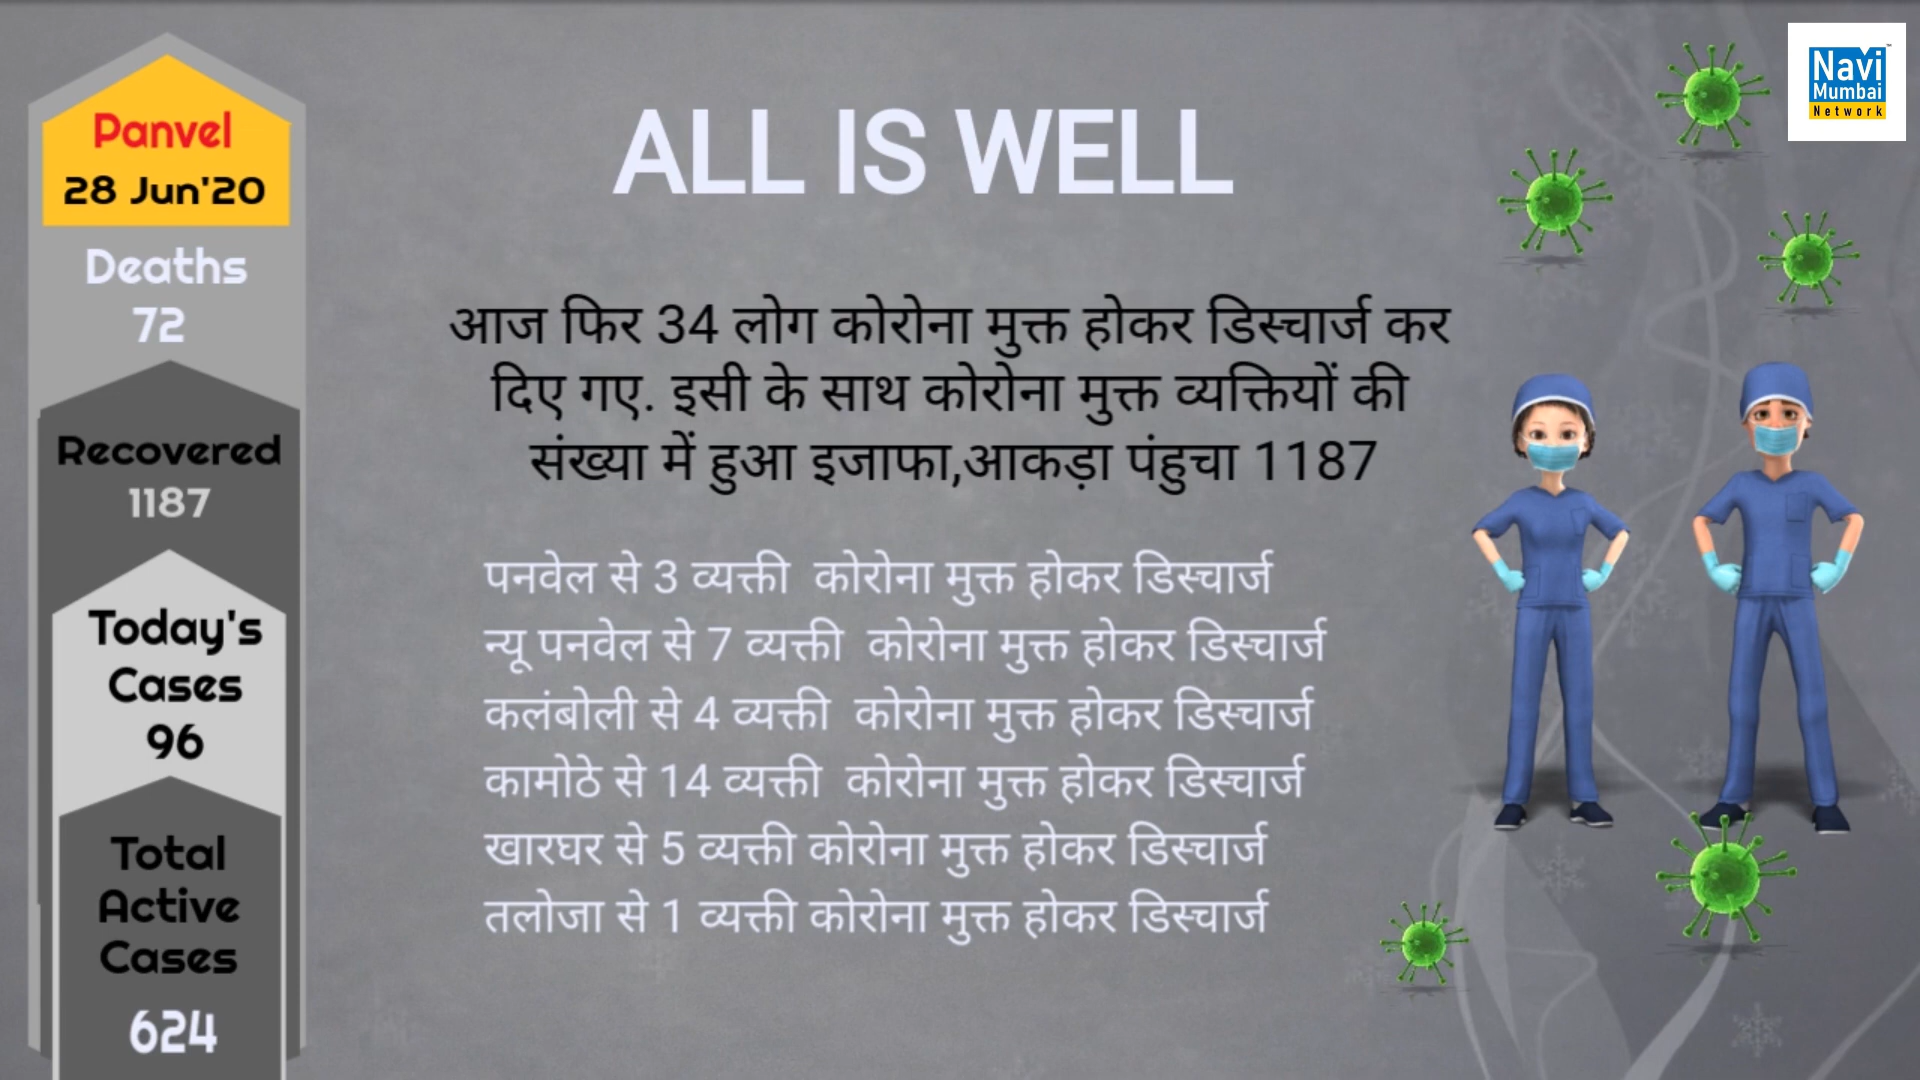 Panvel
28 Jun'20
Deaths
72
Recovered
1187
Today's
Cases
96
Total
Active
Cases
624
ALL IS WELL
आज फिर 34 लोग कोरोना मुक्त होकर डिस्चार्ज कर
दिए गए. इसी के साथ कोरोना मुक्त व्यक्तियों की
संख्या में हुआ इजाफा,आकड़ा पंहुचा 1187
पनवेल से 3 व्यक्ती कोरोना मुक्त होकर डिस्चार्ज
न्यू पनवेल से 7 व्यक्ती कोरोना मुक्त होकर डिस्चार्ज
कलंबोली से 4 व्यक्ती कोरोना मुक्त होकर डिस्चार्ज
कामोठे से 14 व्यक्ती कोरोना मुक्त होकर डिस्चार्ज
खारघर से 5 व्यक्ती कोरोना मुक्त होकर डिस्चार्ज
तलोजा से 1 व्यक्ती कोरोना मुक्त होकर डिस्चार्ज
Navi
Mumbai
Network